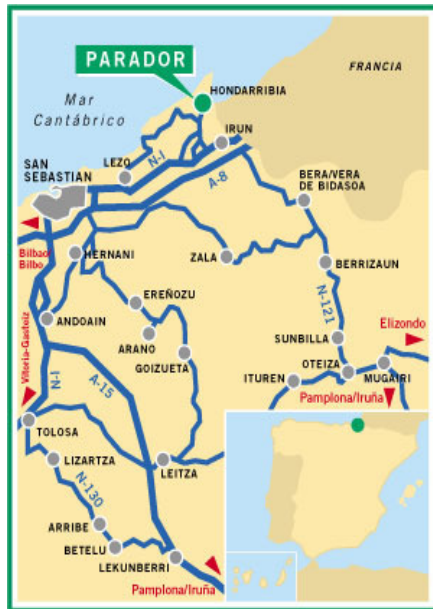 PARADOR
HONDARRIBIA
FRANCIA
Mar
Cantábrico
IRUN
LEZO
N-I
SAN
SEBASTIAN
A-8
BERA/VERA
DE BIDASOA
Bilbao
Bilbo
HERNANI
ZALA
BERRIZAUN
EREÑOZU
N-121
Elizondo
ANDOAIN
ARANO
SUNBILLA
GOIZUETA
OTEIZA
Vitoria-Gasteiz
N-I
A-15
ITUREN
MUGAIRI
Pamplona/Iruña
TOLOSA
LIZARTZA
LEITZA
N-130
ARRIBE
BETELU
LEKUNBERRI
Pamplona/Iruña